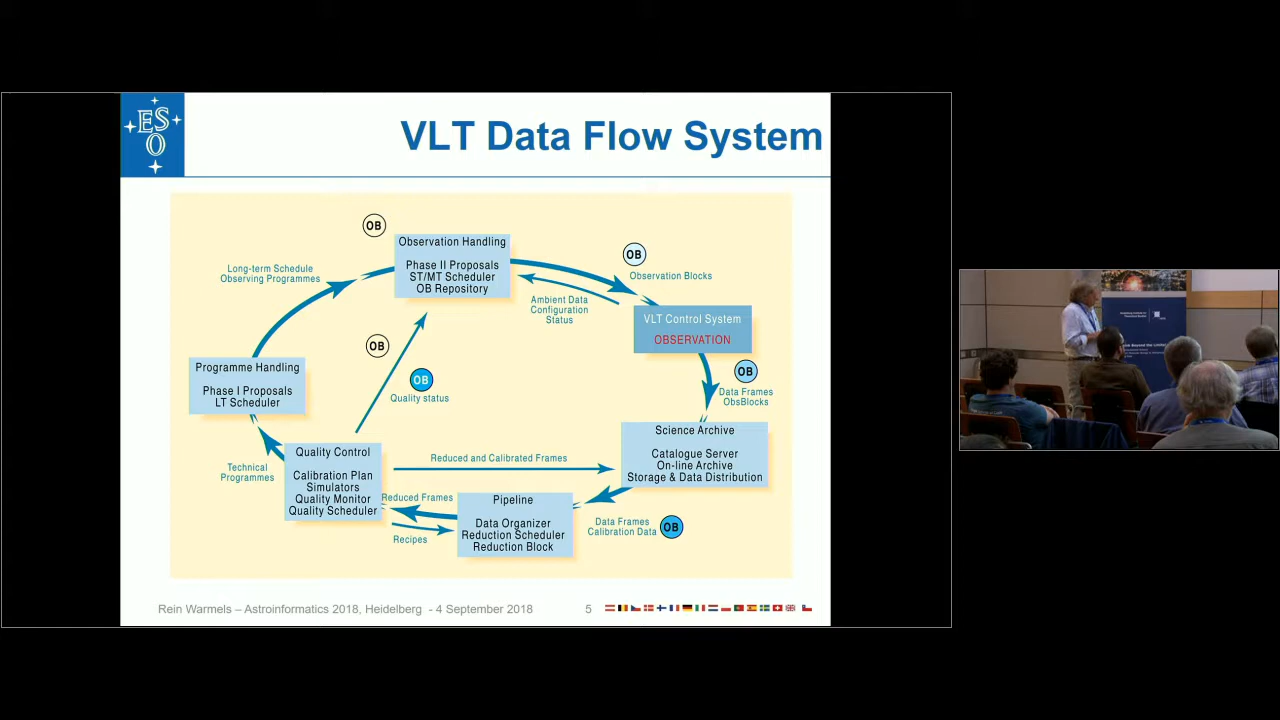 ES
O
VLT Data Flow System
OB
Observation Handling
Phase II Proposals
ST/MT Scheduler
OB Repository
OB
Observation Blocks
Long-term Schedule
Observing Programmes
Ambient Data
Configuration
Status
VLT Control System
OBSERVATION
OB
OB
Quality status
OB
Data Frames
ObsBlocks
Programme Handling
Phase I Proposals
LT Scheduler
Technical
Programmes
Quality Control
Calibration Plan
Simulators
Quality Monitor
Quality Scheduler
Reduced and Calibrated Frames
Science Archive
Catalogue Server
On-line Archive
Storage & Data Distribution
Reduced Frames
Recipes
Pipeline
Data Organizer
Reduction Scheduler
Reduction Block
Data Frames
Calibration Data
OB
Rein Warmels – Astroinformatics 2018, Heidelberg - 4 September 2018
5